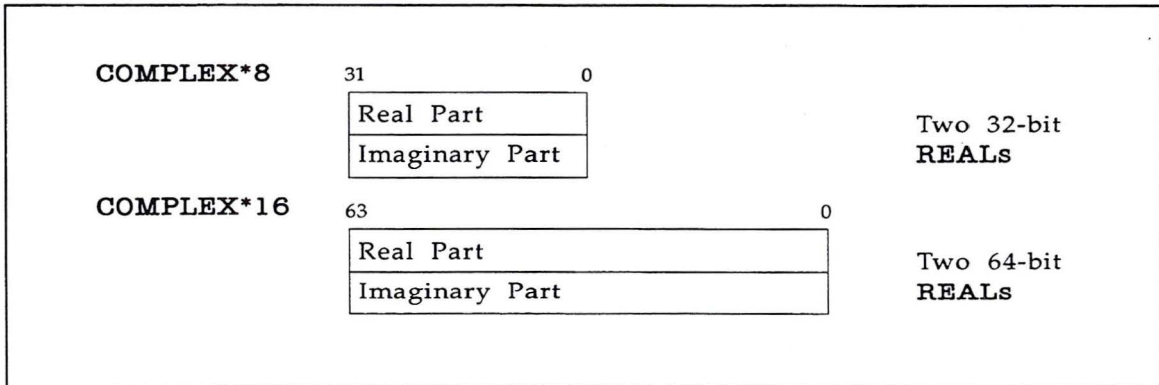 COMPLEX*8 31 0
Real Part
Imaginary Part
Two 32-bit
REALs
COMPLEX*16 63 0
Real Part
Imaginary Part
Two 64-bit
REALs